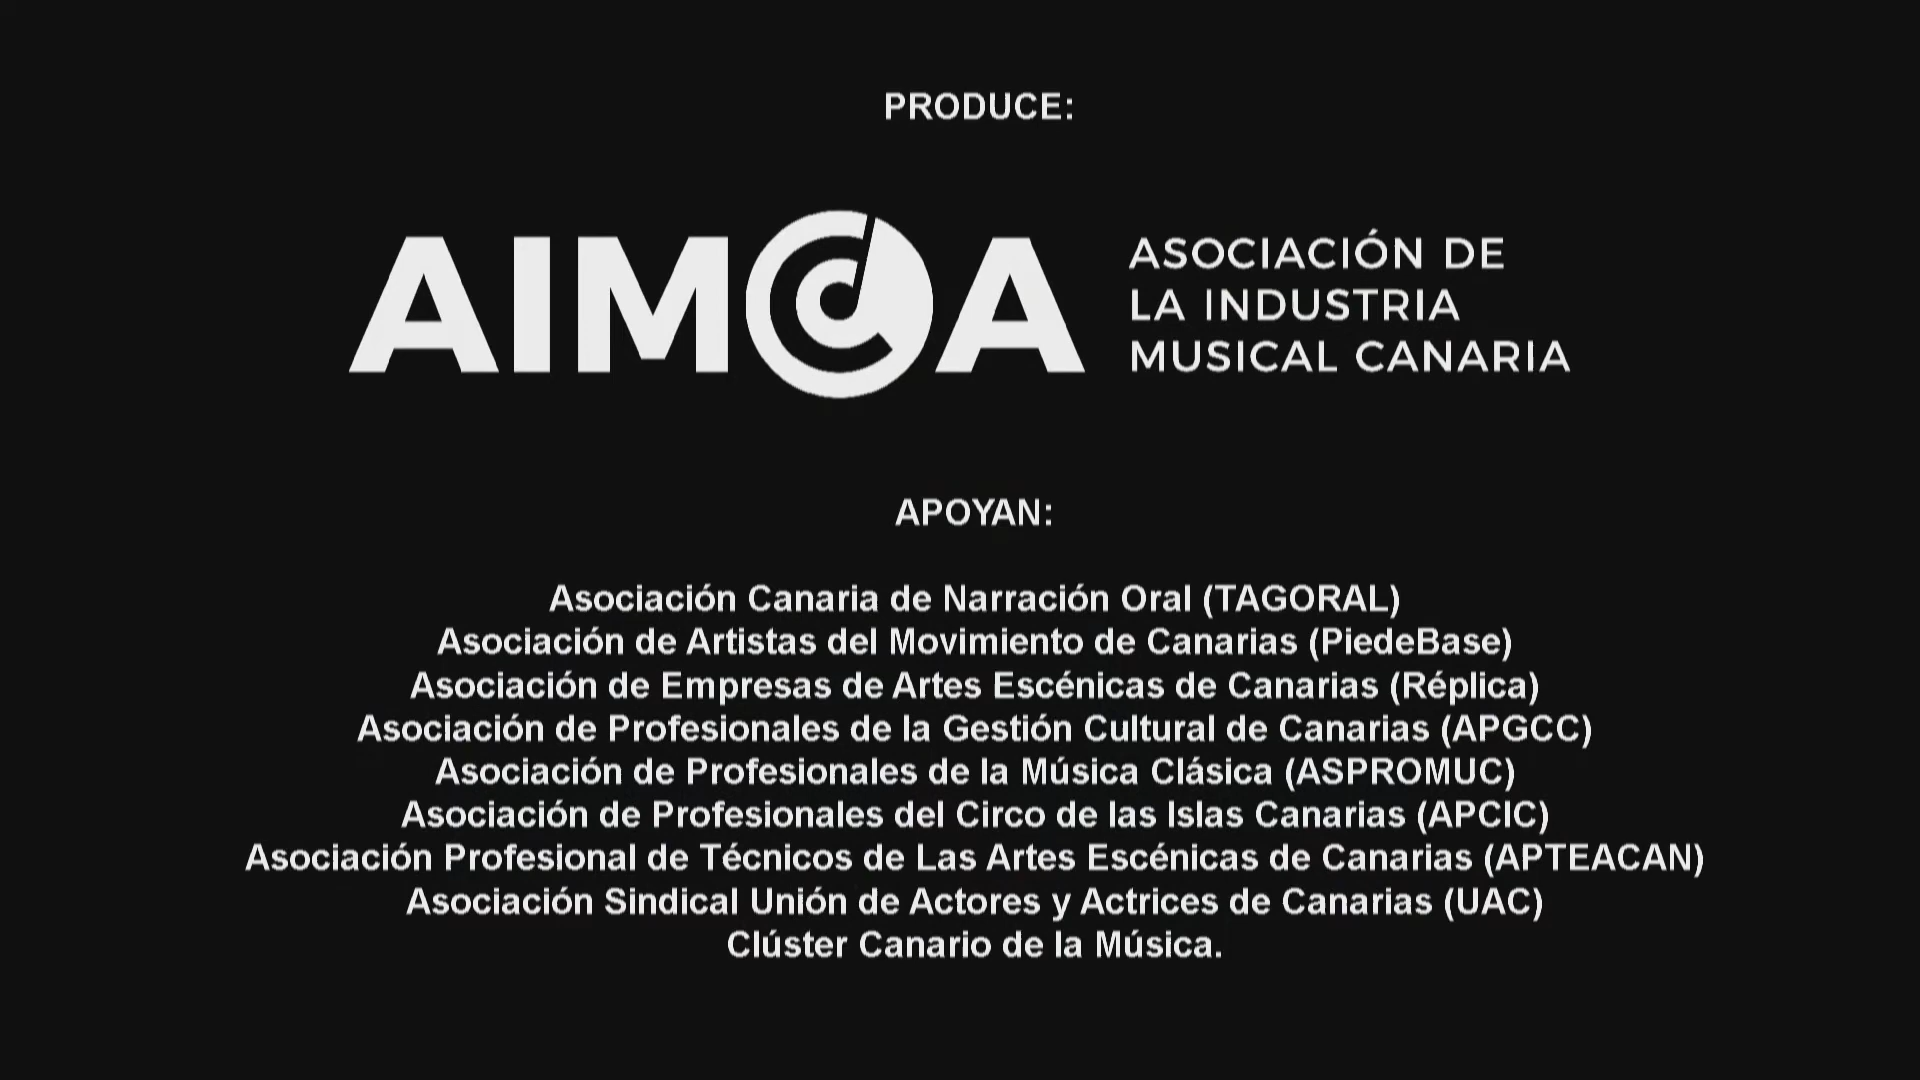 PRODUCE:
AIMCA
ASOCIACIÓN DE
LA INDUSTRIA
MUSICAL CANARIA
APOYAN:
Asociación Canaria de Narración Oral (TAGORAL)
Asociación de Artistas del Movimiento de Canarias (PiedeBase)
Asociación de Empresas de Artes Escénicas de Canarias (Réplica)
Asociación de Profesionales de la Gestión Cultural de Canarias (APGCC)
Asociación de Profesionales de la Música Clásica (ASPROMUC)
Asociación de Profesionales del Circo de las Islas Canarias (APCIC)
Asociación Profesional de Técnicos de Las Artes Escénicas de Canarias (APTEACAN)
Asociación Sindical Unión de Actores y Actrices de Canarias (UAC)
Clúster Canario de la Música.